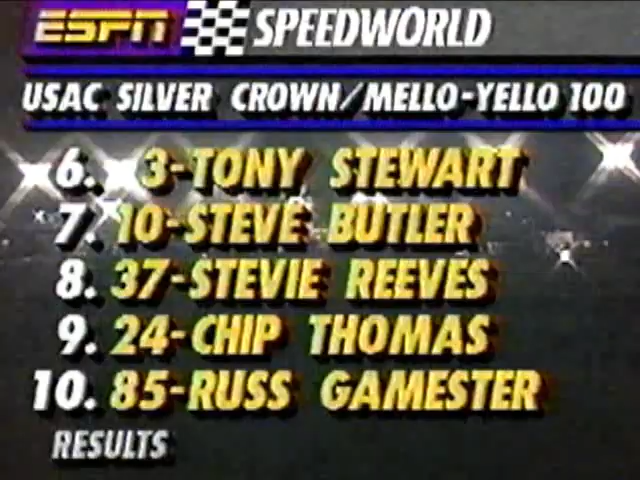 ESPN SPEEDWORLD
USAC SILVER CROWN/MELLO-YELLO 100
6. 3-TONY STEWART
7. 10-STEVE BUTLER
8. 37-STEVIE REEVES
9. 24-CHIP THOMAS
10. 85-RUSS GAMESTER
RESULTS